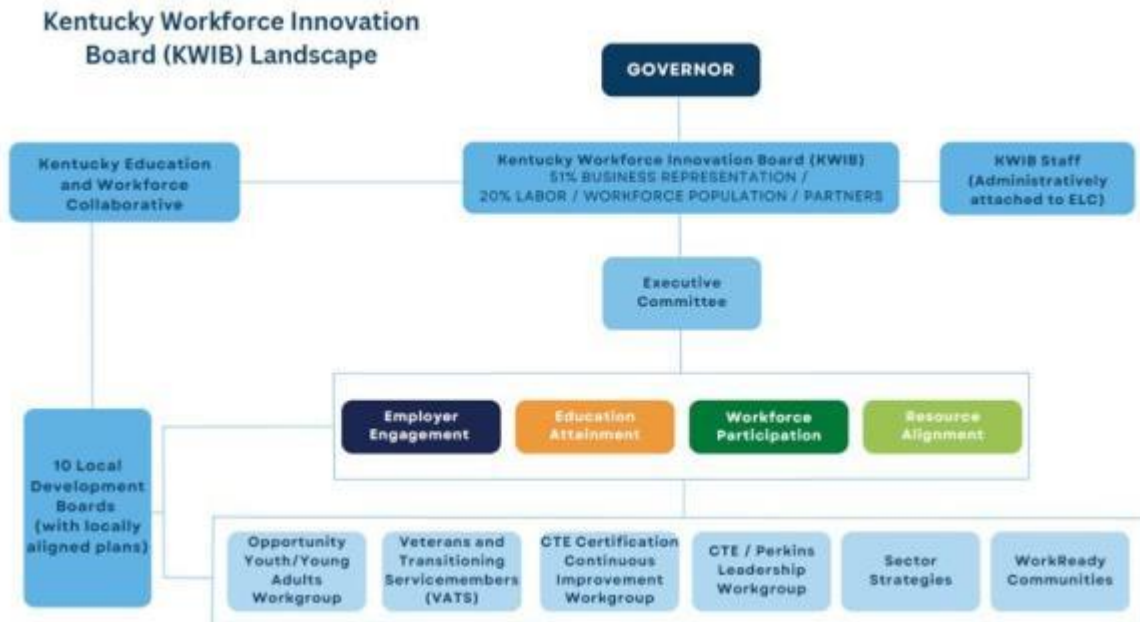 Kentucky Workforce Innovation
Board (KWIB) Landscape
GOVERNOR
Kentucky Education
and Workforce
Collaborative
Kentucky Workforce Innovation Board (KWIB)
51% BUSINESS REPRESENTATION /
20% LABOR / WORKFORCE POPULATION / PARTNERS
KWIB Staff
(Administratively
attached to ELC)
Executive
Committee
Employer
Engagement
Education
Attainment
Workforce
Participation
Resource
Alignment
10 Local
Development
Boards
(with locally
aligned plans)
Opportunity
Youth/Young
Adults
Workgroup
Veterans and
Transitioning
Servicemembers
(VATS)
CTE Certification
Continuous
Improvement
Workgroup
CTE / Perkins
Leadership
Workgroup
Sector
Strategies
WorkReady
Communities